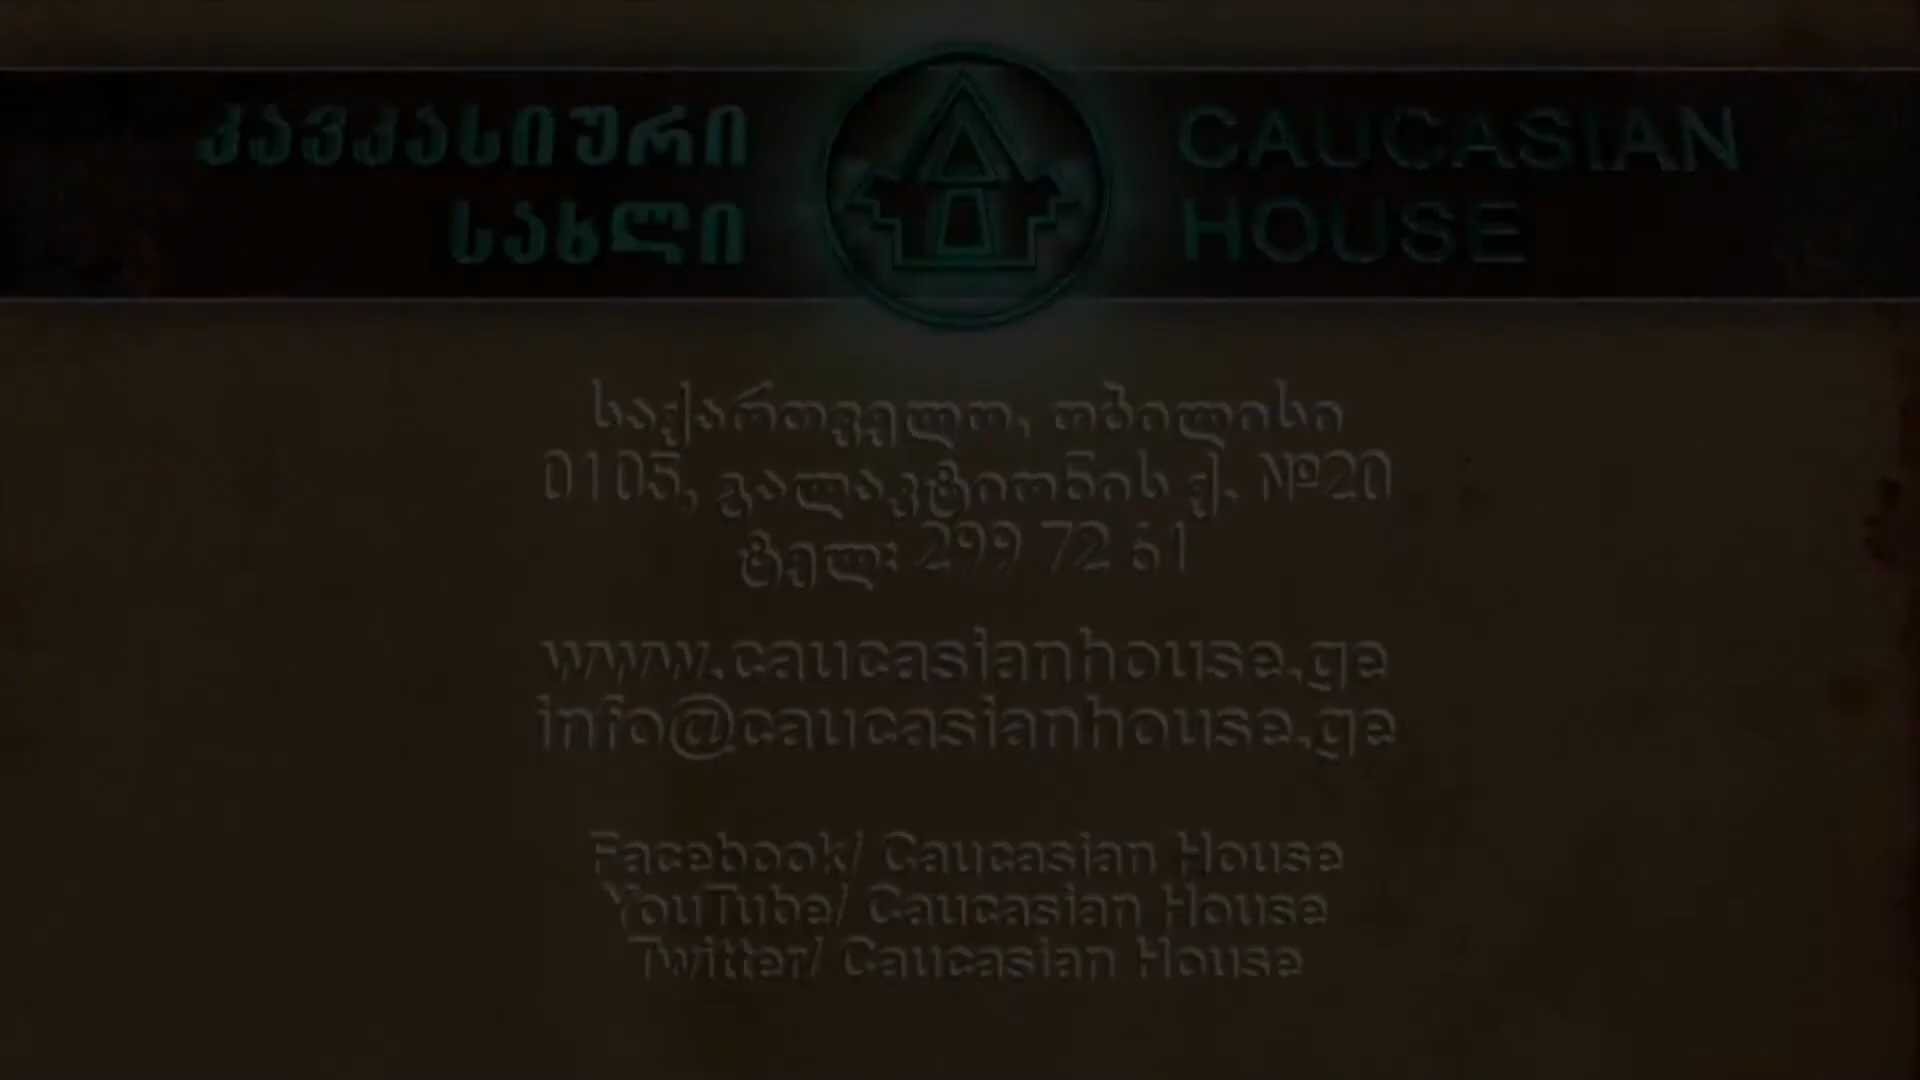 კავკასიური
სახლი
CAUCASIAN
HOUSE
საქართველო, თბილისი
0105, გალაკტიონის ქ. №20
ტელ: 299 72 61
www.caucasianhouse.ge
info@caucasianhouse.ge
Facebook/ Caucasian House
YouTube/ Caucasian House
Twitter/ Caucasian House